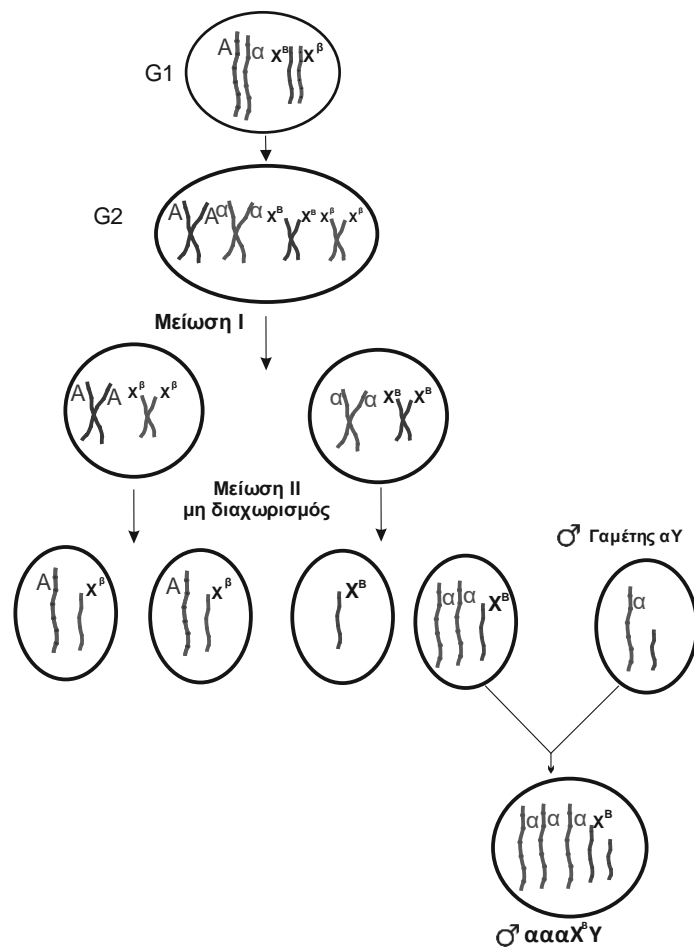 G1
A α Xᴮ Xᵝ
G2
A A α α Xᴮ Xᴮ Xᵝ Xᵝ
Μείωση Ι
A A Xᵝ Xᵝ
α α Xᴮ Xᴮ
Μείωση ΙΙ
μη διαχωρισμός
♂ Γαμέτης αΥ
A Xᵝ
A Xᵝ
Xᴮ
α α Xᴮ
α
α α α Xᴮ
♂ αααXᴮY